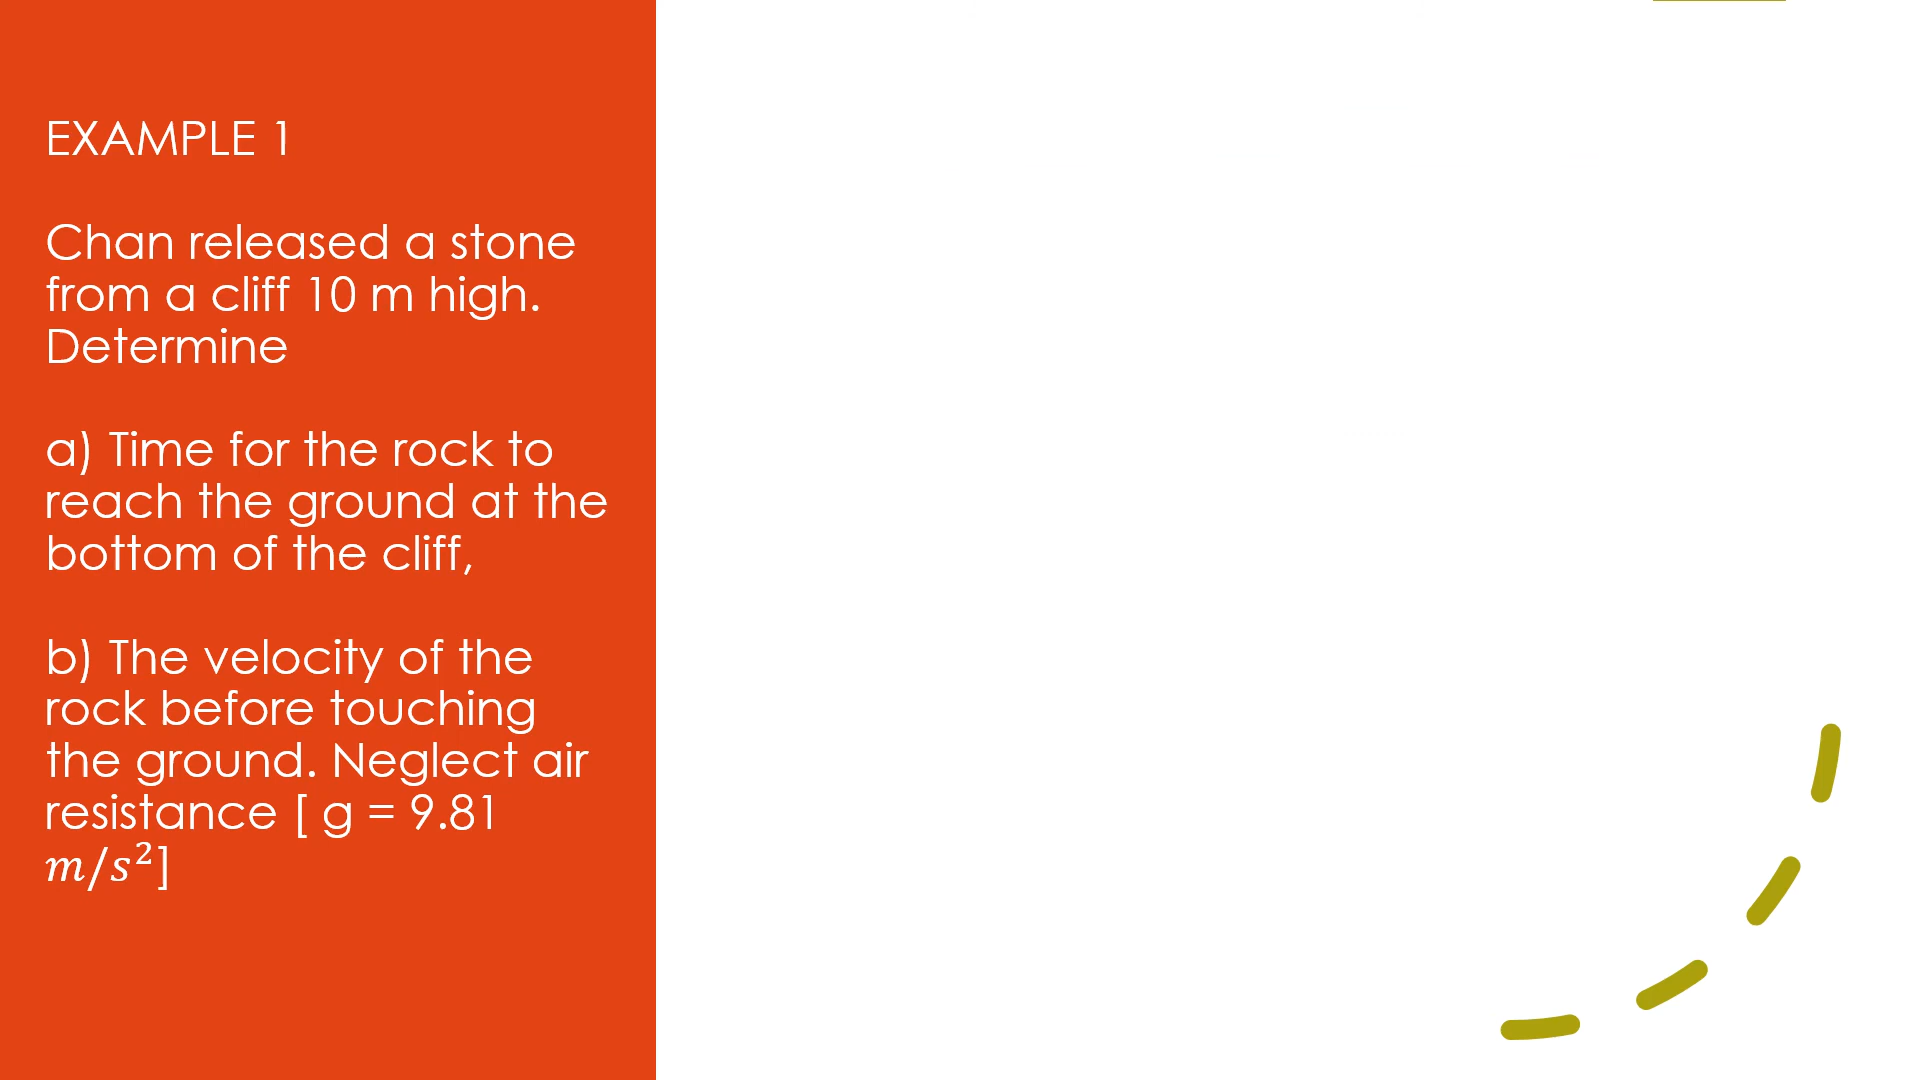 EXAMPLE 1
Chan released a stone
from a cliff 10 m high.
Determine
a) Time for the rock to
reach the ground at the
bottom of the cliff,
b) The velocity of the
rock before touching
the ground. Neglect air
resistance [ g = 9.81
m/s²]